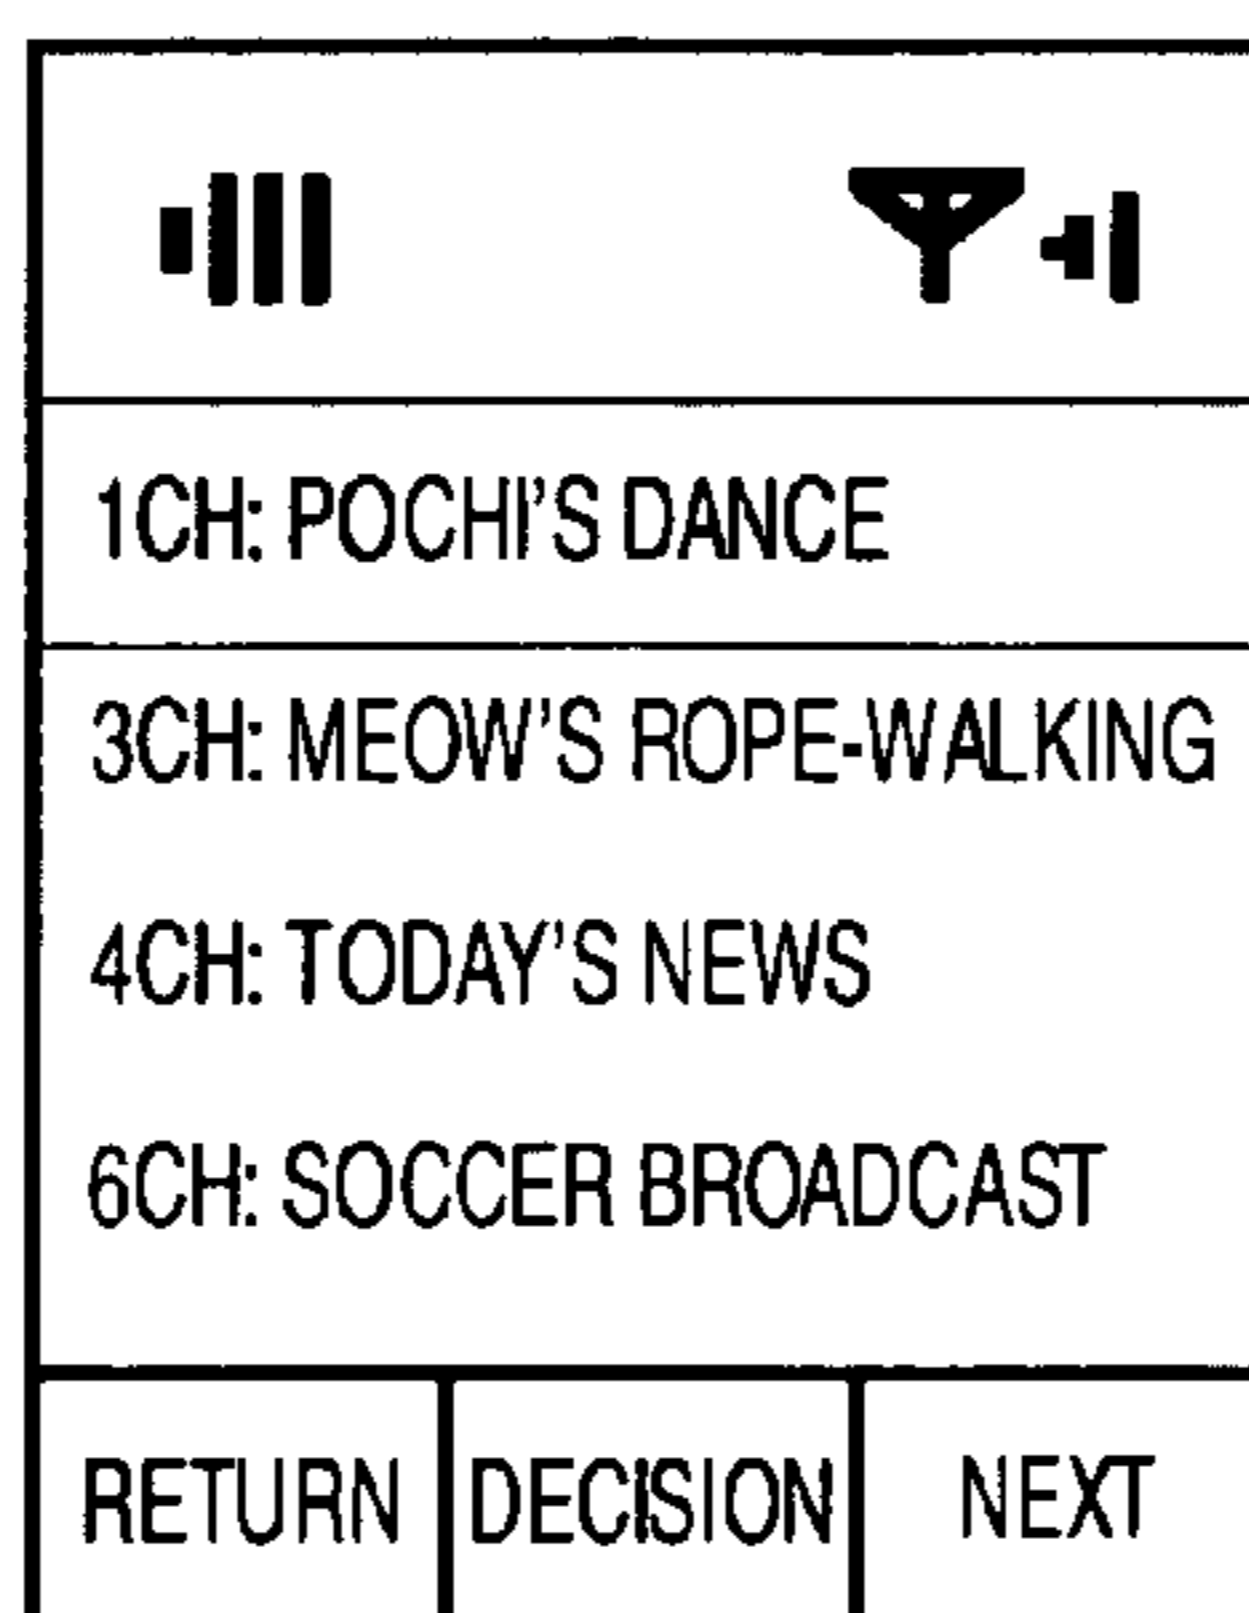 1CH: POCHI'S DANCE
3CH: MEOW'S ROPE-WALKING
4CH: TODAY'S NEWS
6CH: SOCCER BROADCAST
RETURN DECISION NEXT